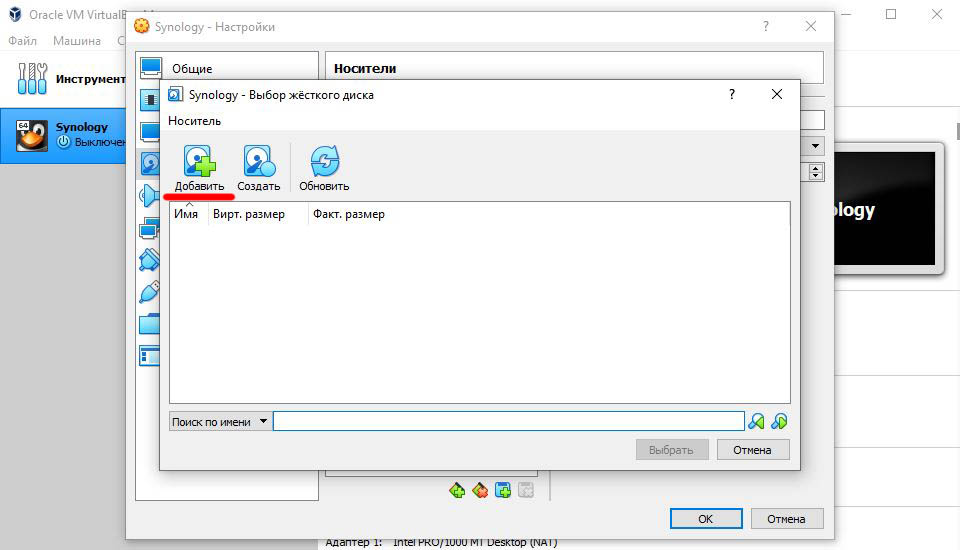 Oracle VM VirtualB
Synology - Настройки
?
Файл
Машина
С
Инструмент
Общие
Носители
64
Synology
Выключен
Synology - Выбор жёсткого диска
?
Носитель
Добавить
Создать
Обновить
Имя
Вирт. размер
Факт. размер
ology
Поиск по имени
Выбрать
Отмена
OK
Отмена
Адаптер 1: Intel PRO/1000 MT Desktop (NAT)